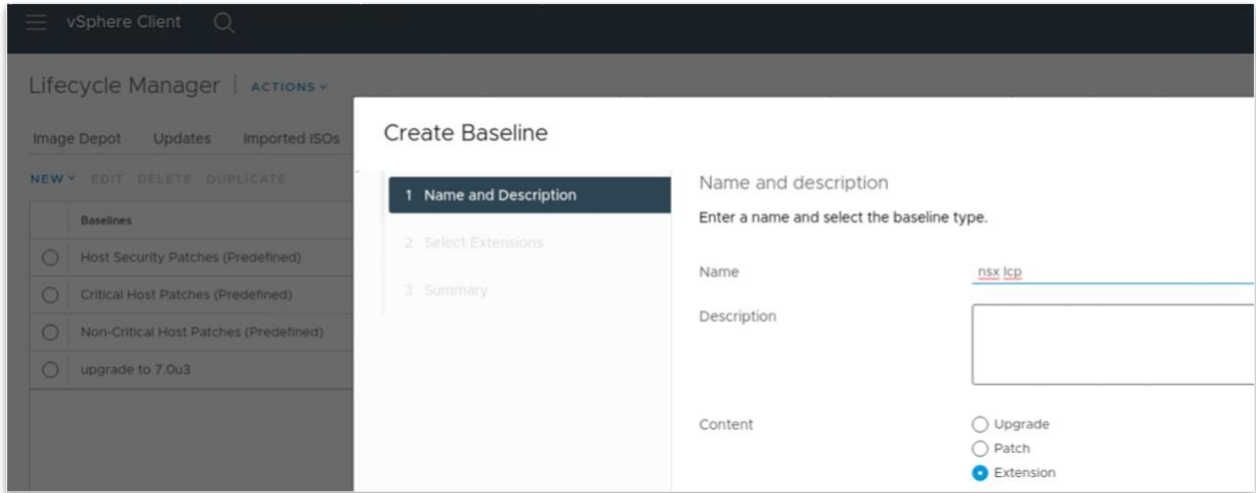 vSphere Client
Lifecycle Manager | ACTIONS
Image Depot Updates Imported ISOs
NEW EDIT DELETE DUPLICATE
Baselines
Host Security Patches (Predefined)
Critical Host Patches (Predefined)
Non-Critical Host Patches (Predefined)
upgrade to 7.0u3
Create Baseline
1 Name and Description
2 Select Extensions
3 Summary
Name and description
Enter a name and select the baseline type.
Name nsx lcp
Description
Content Upgrade
Patch
Extension